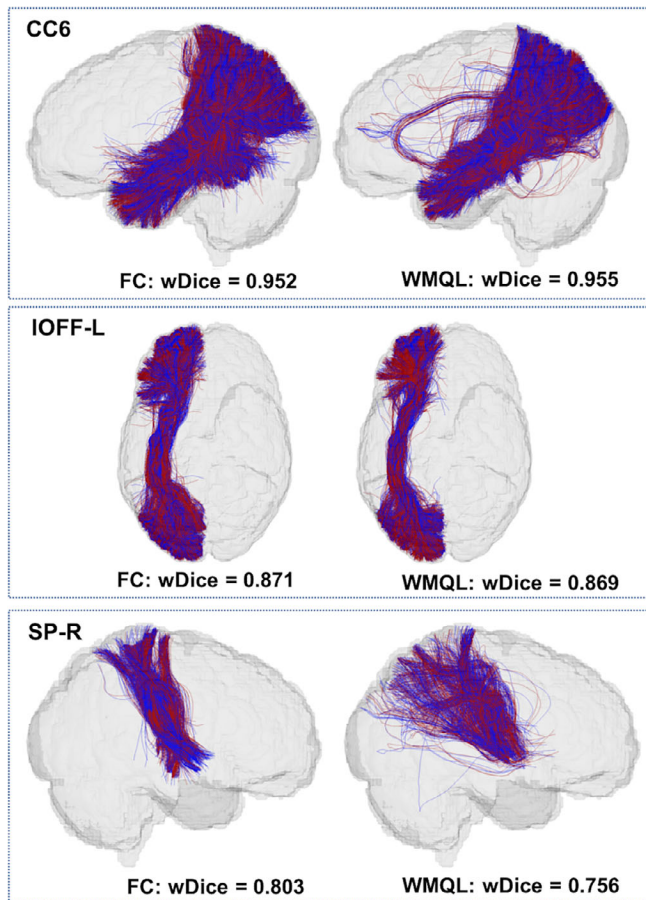 CC6
FC: wDice = 0.952
WMQL: wDice = 0.955
IOFF-L
FC: wDice = 0.871
WMQL: wDice = 0.869
SP-R
FC: wDice = 0.803
WMQL: wDice = 0.756